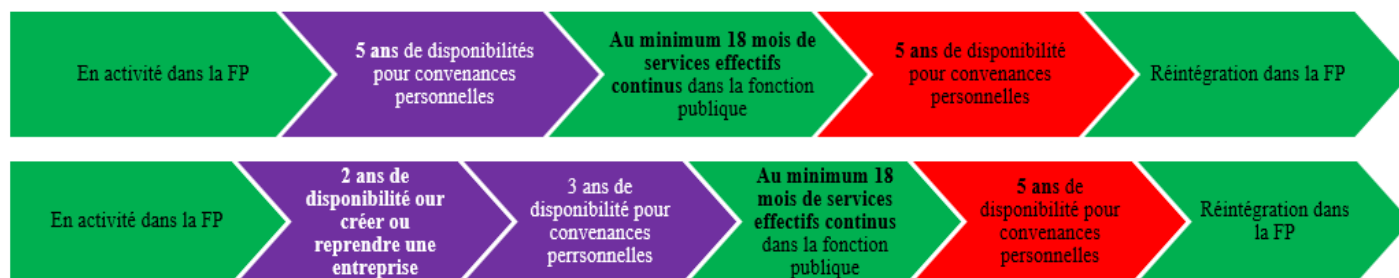 En activité dans la FP
5 ans de disponibilités
pour convenances
personnelles
Au minimum 18 mois de
services effectifs
continus dans la fonction
publique
5 ans de disponibilité
pour convenances
personnelles
Réintégration dans la FP
En activité dans la FP
2 ans de
disponibilité our
créer ou
reprendre une
entreprise
3 ans de
disponibilité pour
convenances
perrsonnelles
Au minimum 18
mois de services
effectifs continus
dans la fonction
publique
5 ans de
disponibilité pour
convenances
personnelles
Réintégration dans
la FP